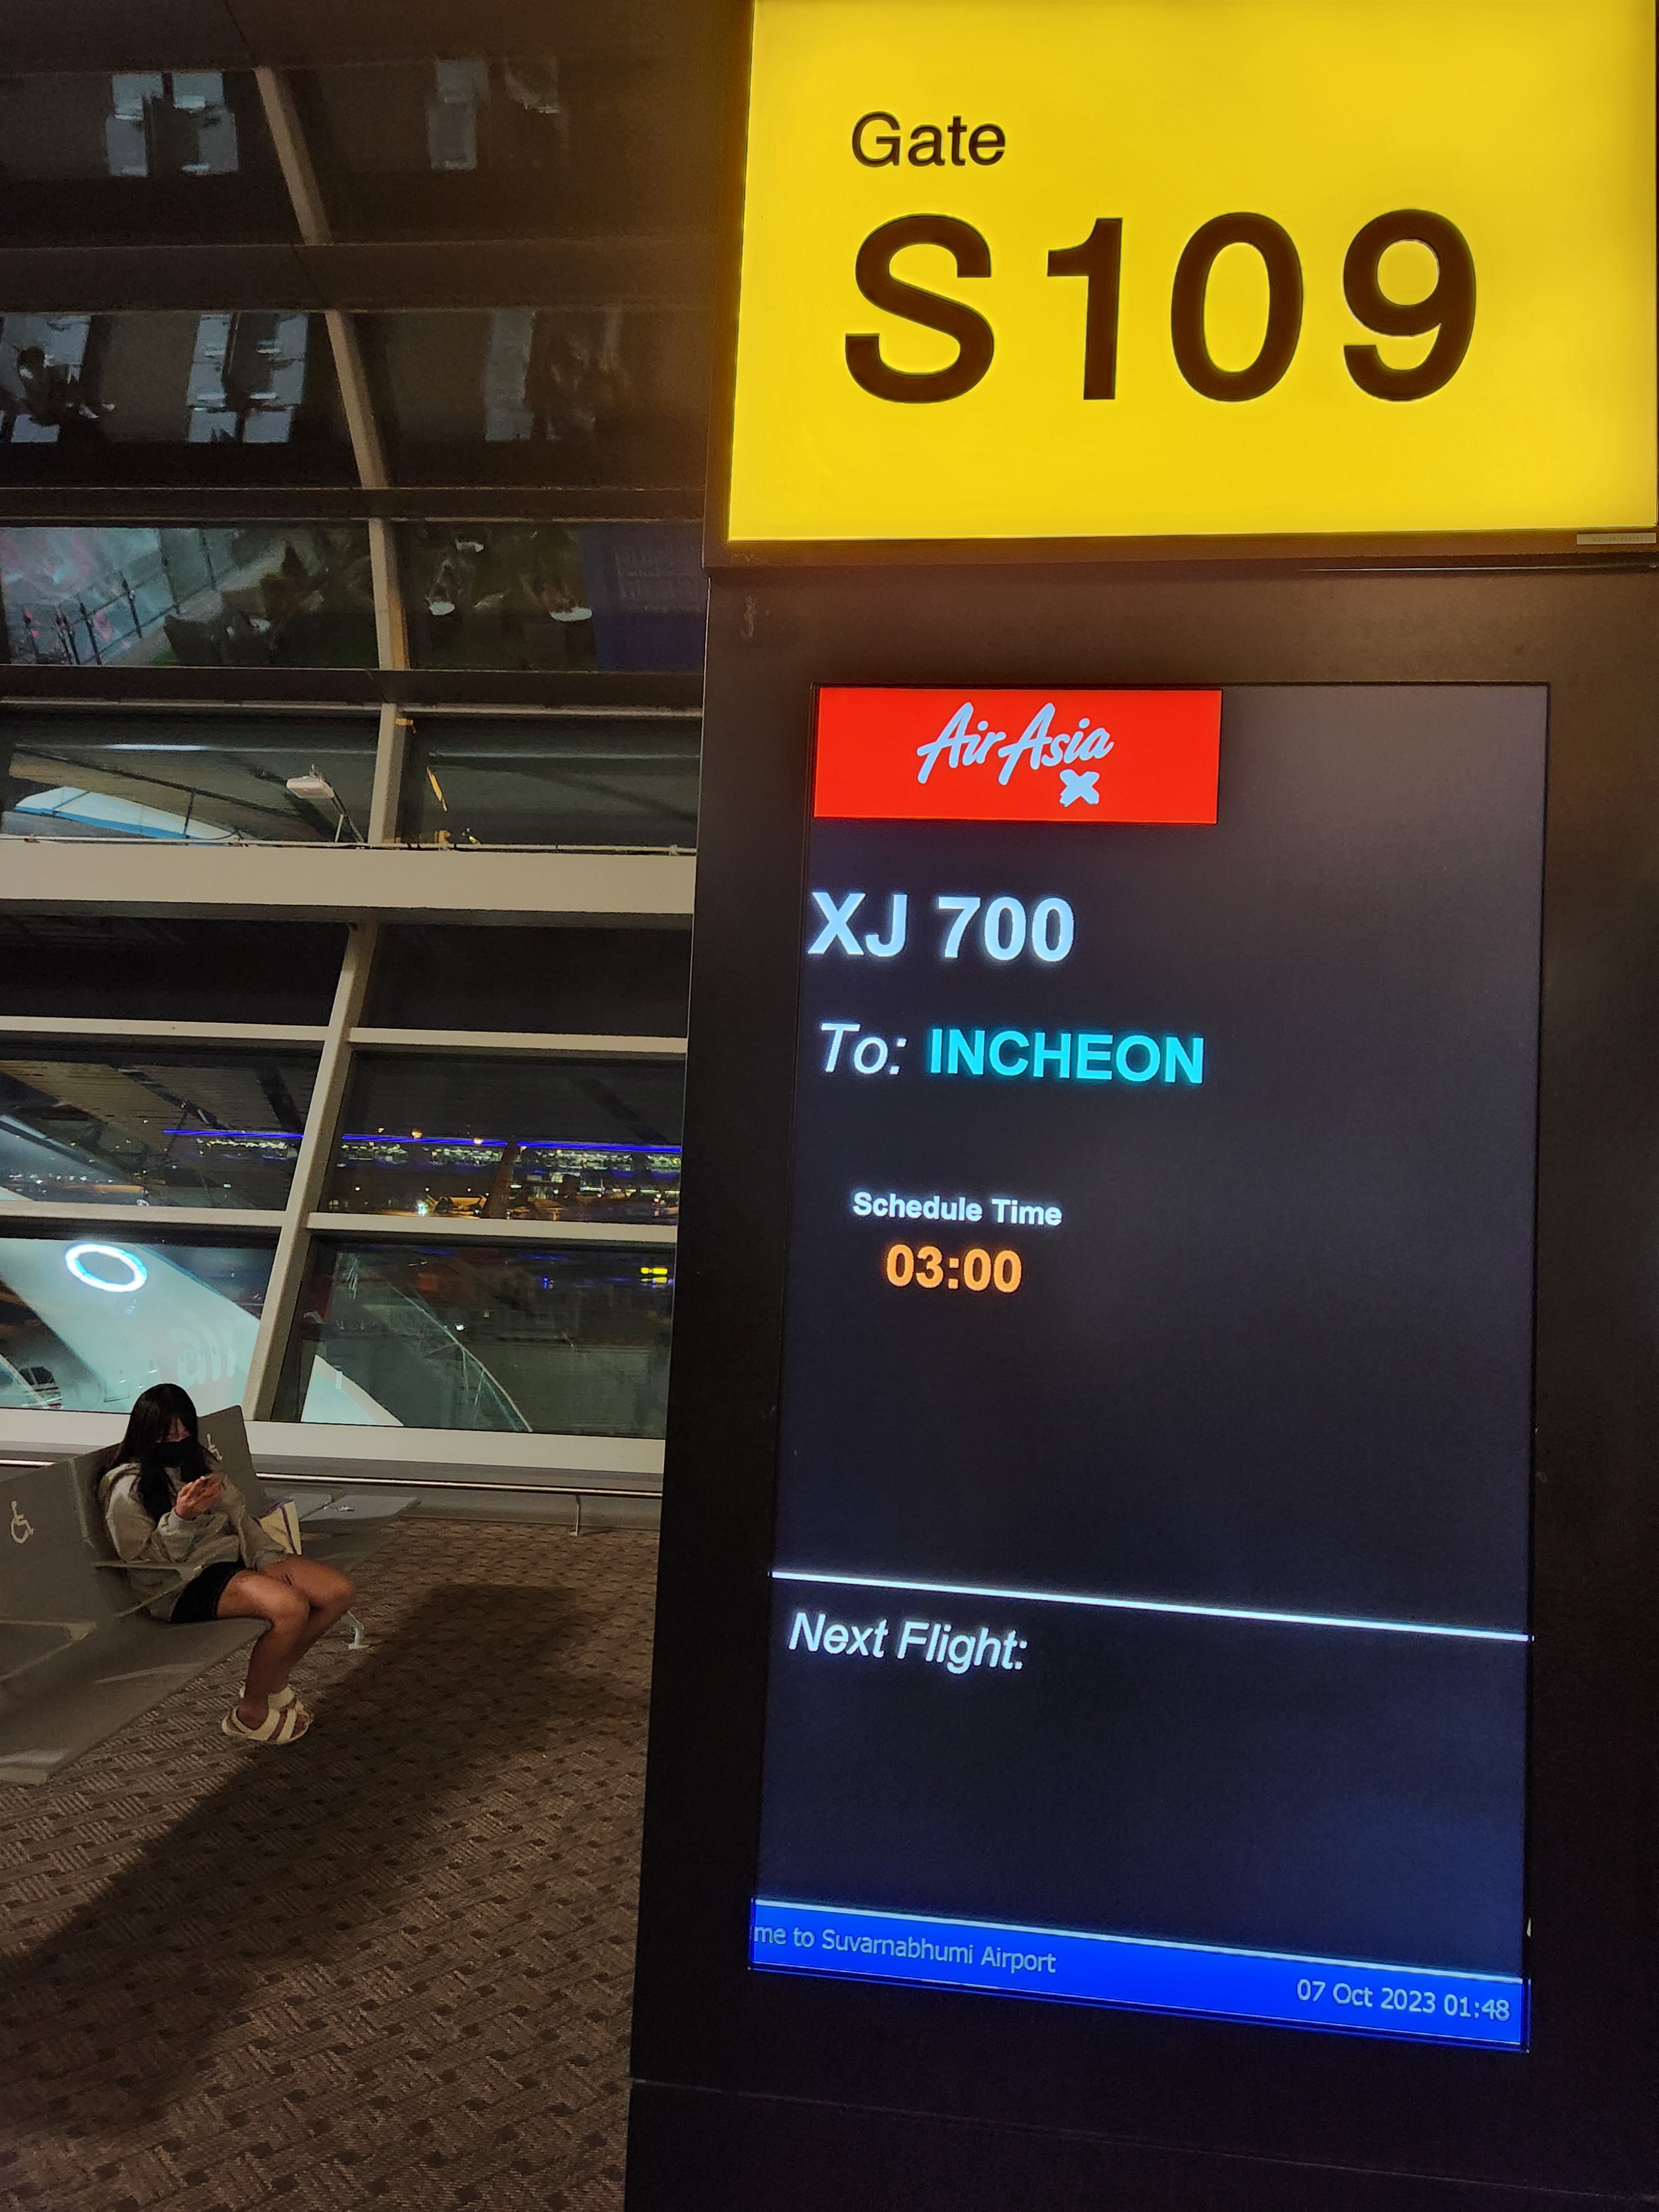 Gate
S109
AirAsia
X
XJ 700
To: INCHEON
Schedule Time
03:00
Next Flight:
me to Suvarnabhumi Airport
07 Oct 2023 01:48